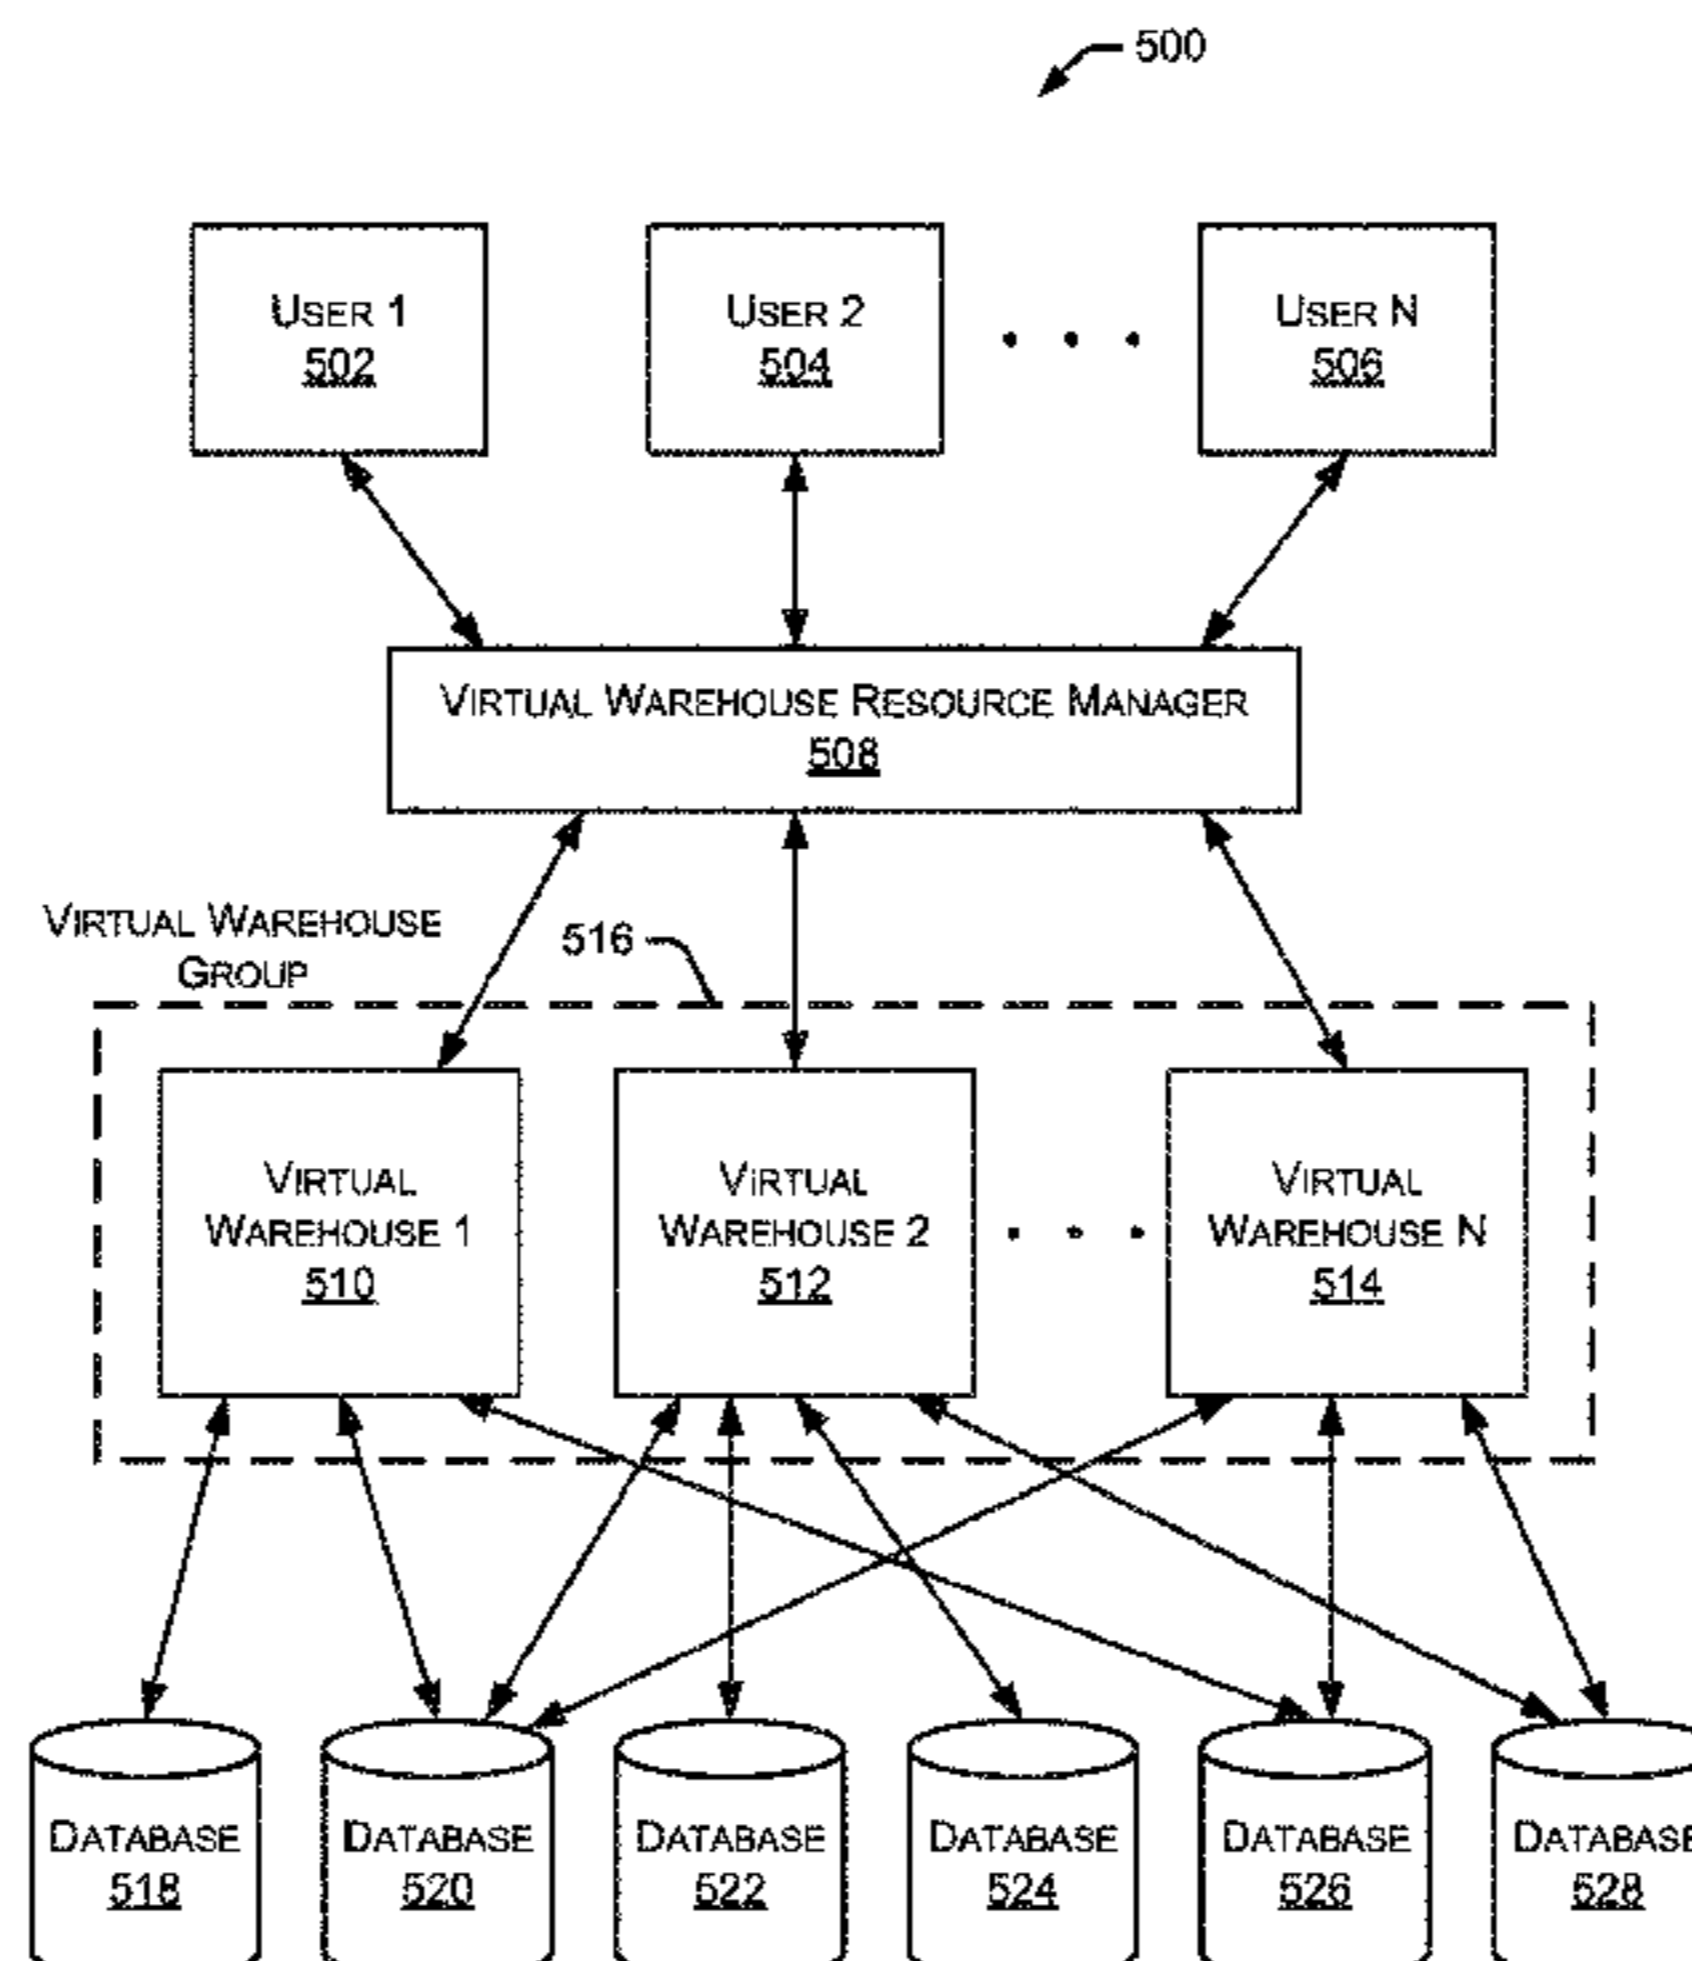 500
USER 1
502
USER 2
504
USER N
506
VIRTUAL WAREHOUSE RESOURCE MANAGER
508
VIRTUAL WAREHOUSE
GROUP
516
VIRTUAL
WAREHOUSE 1
510
VIRTUAL
WAREHOUSE 2
512
VIRTUAL
WAREHOUSE N
514
DATABASE
518
DATABASE
520
DATABASE
522
DATABASE
524
DATABASE
526
DATABASE
528